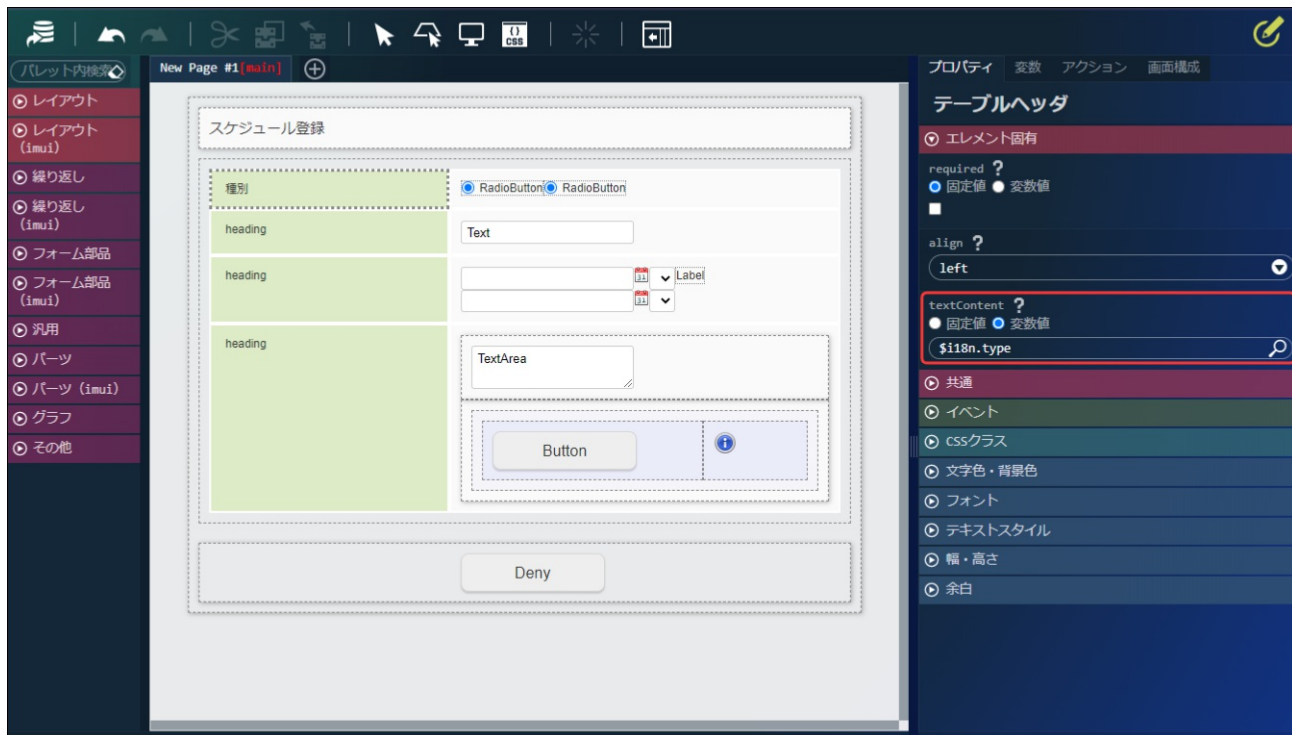 {} CSS
パレット内検索
New Page #1[main]
プロパティ 変数 アクション 画面構成
レイアウト
レイアウト
(imui)
繰り返し
繰り返し
(imui)
フォーム部品
フォーム部品
(imui)
汎用
パーツ
パーツ (imui)
グラフ
その他
スケジュール登録
種別
RadioButton RadioButton
heading
Text
heading
31 Label
31
heading
TextArea
Button
Deny
テーブルヘッダ
エレメント固有
required ?
固定値 変数値
align ?
left
textContent ?
固定値 変数値
$i18n.type
共通
イベント
CSSクラス
文字色・背景色
フォント
テキストスタイル
幅・高さ
余白